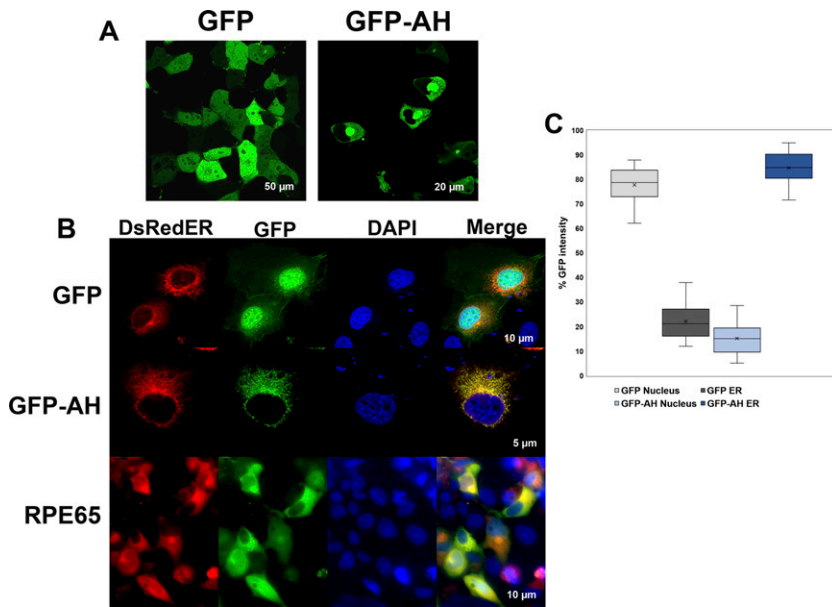 A
GFP
GFP-AH
50 µm
20 µm
B
DsRedER
GFP
DAPI
Merge
GFP
10 µm
GFP-AH
5 µm
RPE65
10 µm
C
% GFP intensity
100
90
80
70
60
50
40
30
20
10
0
GFP Nucleus
GFP ER
GFP-AH Nucleus
GFP-AH ER